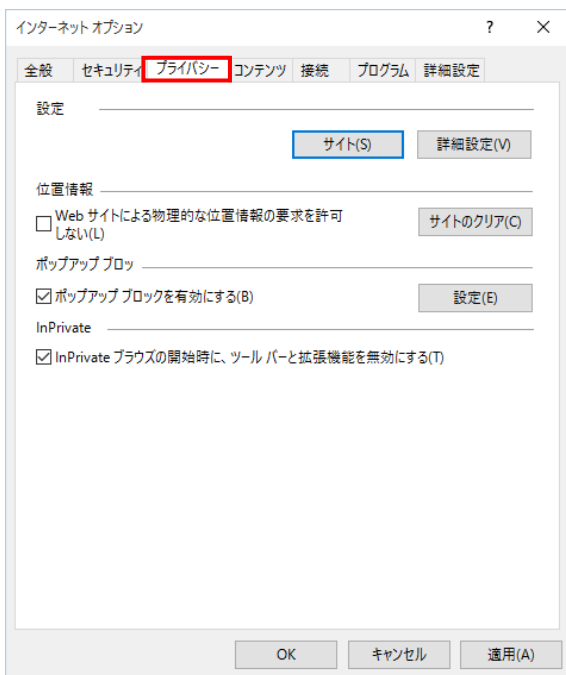 インターネット オプション ? ×
全般 セキュリティ プライバシー コンテンツ 接続 プログラム 詳細設定
設定
サイト(S) 詳細設定(V)
位置情報
Web サイトによる物理的な位置情報の要求を許可
しない(L)
サイトのクリア(C)
ポップアップ ブロッ
ポップアップ ブロックを有効にする(B) 設定(E)
InPrivate
InPrivate ブラウズの開始時に、ツール バーと拡張機能を無効にする(T)
OK キャンセル 適用(A)